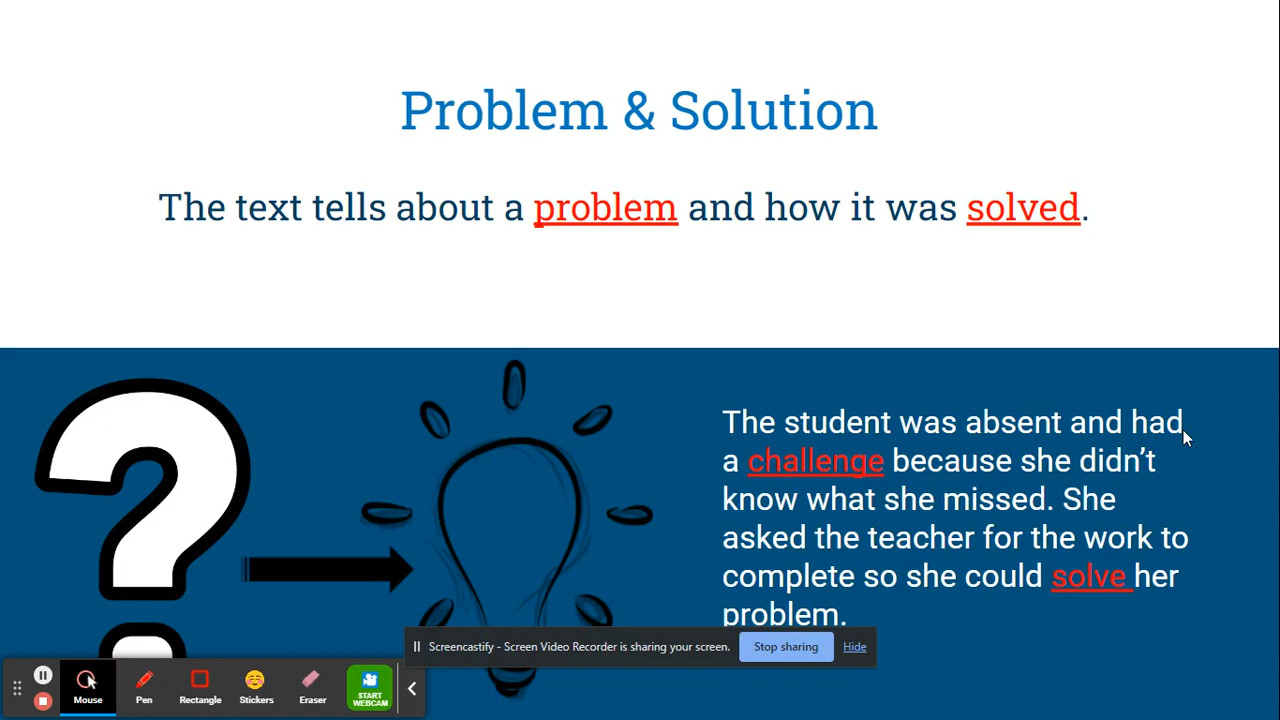 Problem & Solution
The text tells about a problem and how it was solved.
The student was absent and had
a challenge because she didn’t
know what she missed. She
asked the teacher for the work to
complete so she could solve her
problem.
Screencastify - Screen Video Recorder is sharing your screen.
Stop sharing
Hide
Mouse
Pen
Rectangle
Stickers
Eraser
START
WEBCAM